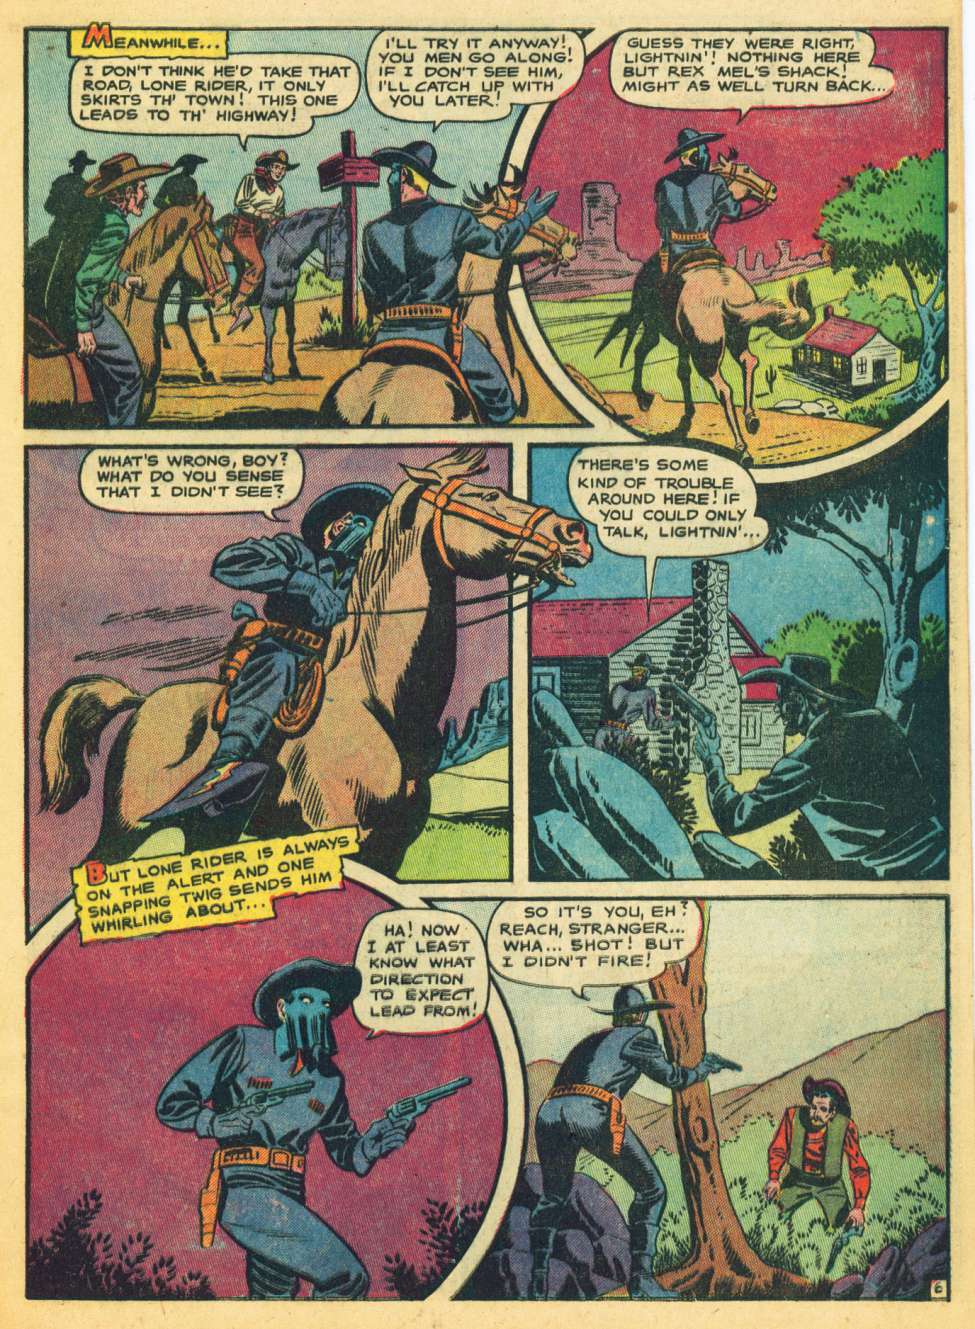 MEANWHILE...
I DON'T THINK HE'D TAKE THAT
ROAD, LONE RIDER, IT ONLY
SKIRTS TH' TOWN! THIS ONE
LEADS TO TH' HIGHWAY!
I'LL TRY IT ANYWAY!
YOU MEN GO ALONG!
IF I DON'T SEE HIM,
I'LL CATCH UP WITH
YOU LATER!
GUESS THEY WERE RIGHT,
LIGHTNIN'! NOTHING HERE
BUT REX MEL'S SHACK!
MIGHT AS WELL TURN BACK...
WHAT'S WRONG, BOY?
WHAT DO YOU SENSE
THAT I DIDN'T SEE?
THERE'S SOME
KIND OF TROUBLE
AROUND HERE! IF
YOU COULD ONLY
TALK, LIGHTNIN'...
BUT LONE RIDER IS ALWAYS
ON THE ALERT AND ONE
SNAPPING TWIG SENDS HIM
WHIRLING ABOUT...
HA! NOW
I AT LEAST
KNOW WHAT
DIRECTION
TO EXPECT
LEAD FROM!
SO IT'S YOU, EH?
REACH, STRANGER...
WHA... SHOT! BUT
I DIDN'T FIRE!
6